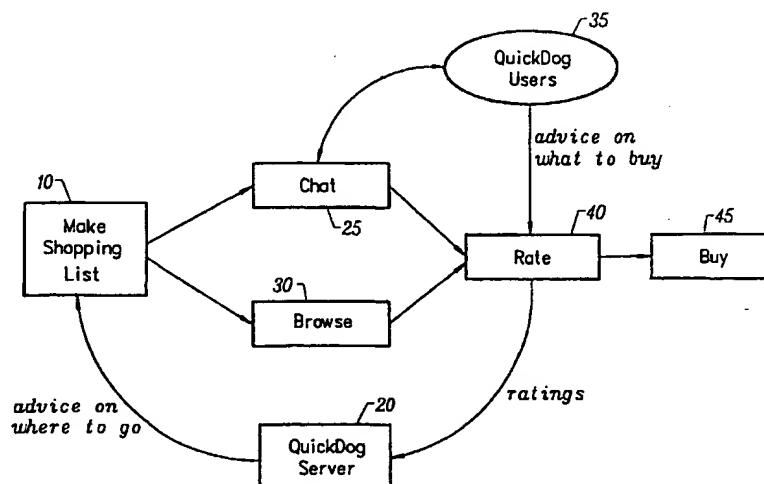 35
QuickDog
Users
advice on
what to buy
10
Make
Shopping
List
Chat
25
40
Rate
45
Buy
30
Browse
advice on
where to go
20
QuickDog
Server
ratings